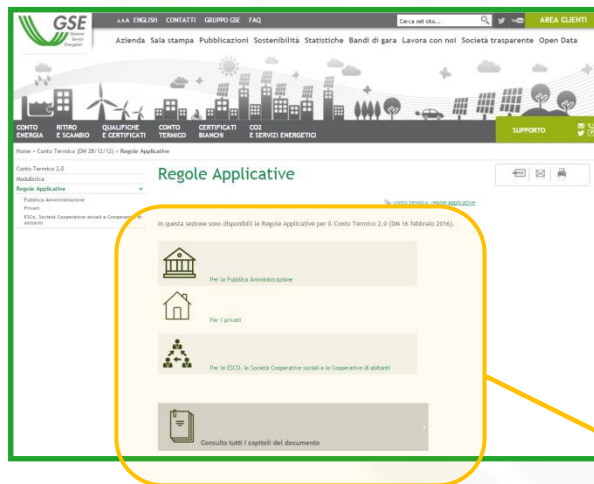 GSE
Gestore
Servizi
Energetici
AAA ENGLISH CONTATTI GRUPPO GSE FAQ
Cerca nel sito...
AREA CLIENTI
Azienda Sala stampa Pubblicazioni Sostenibilità Statistiche Bandi di gara Lavora con noi Società trasparente Open Data
CONTO ENERGIA
RITIRO E SCAMBIO
QUALIFICHE E CERTIFICATI
CONTO TERMICO
CERTIFICATI BIANCHI
CO2 E SERVIZI ENERGETICI
SUPPORTO
Home > Conto Termico (DM 28/12/12) > Regole Applicative
Conto Termico 2.0
Modulistica
Regole Applicative
Pubblica Amministrazione
Privati
ESCo, Società Cooperative sociali e Cooperative di
abitanti
Regole Applicative
conto termico, regole applicative
In questa sezione sono disponibili le Regole Applicative per il Conto Termico 2.0 (DM 16 febbraio 2016).
Per la Pubblica Amministrazione
Per i privati
Per le ESCO, le Società Cooperative sociali e le Cooperative di abitanti
Consulta tutti i capitoli del documento